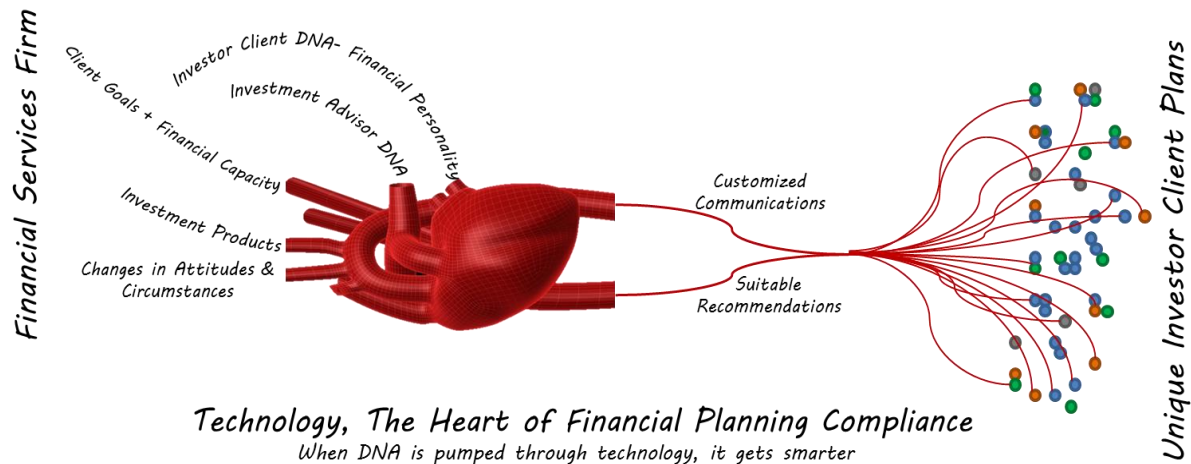 Financial Services Firm
Investor Client DNA- Financial Personality
Client Goals + Financial Capacity
Investment Advisor DNA
Investment Products
Changes in Attitudes &
Circumstances
Customized
Communications
Suitable
Recommendations
Unique Investor Client Plans
Technology, The Heart of Financial Planning Compliance
When DNA is pumped through technology, it gets smarter